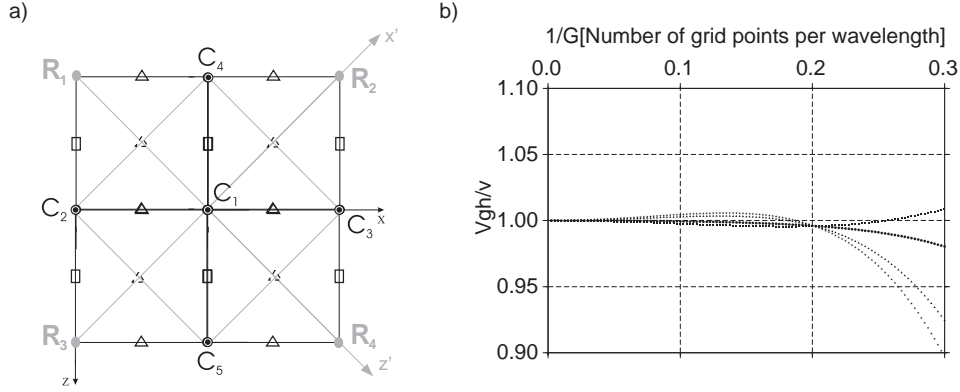 a)
b)
x'
C4
R1
R2
1/G[Number of grid points per wavelength]
0.0 0.1 0.2 0.3
1.10
1.05
1.00
0.95
0.90
Vgh/v
C2
C1
x
C3
R3
R4
C5
z
z'